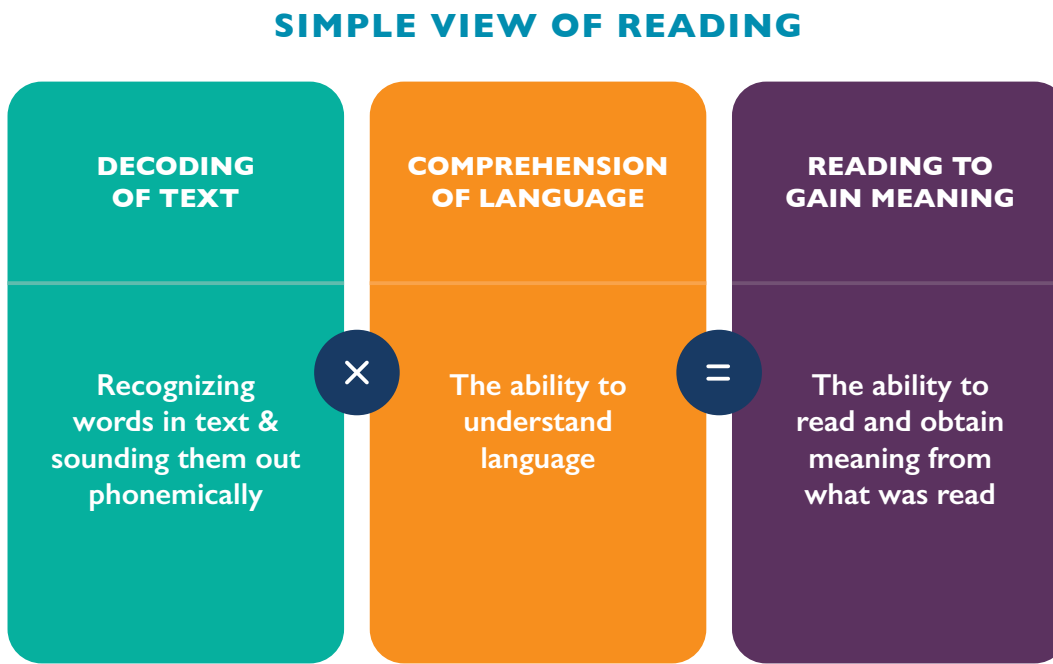 SIMPLE VIEW OF READING
DECODING
OF TEXT
Recognizing
words in text &
sounding them out
phonemically
×
COMPREHENSION
OF LANGUAGE
The ability to
understand
language
=
READING TO
GAIN MEANING
The ability to
read and obtain
meaning from
what was read